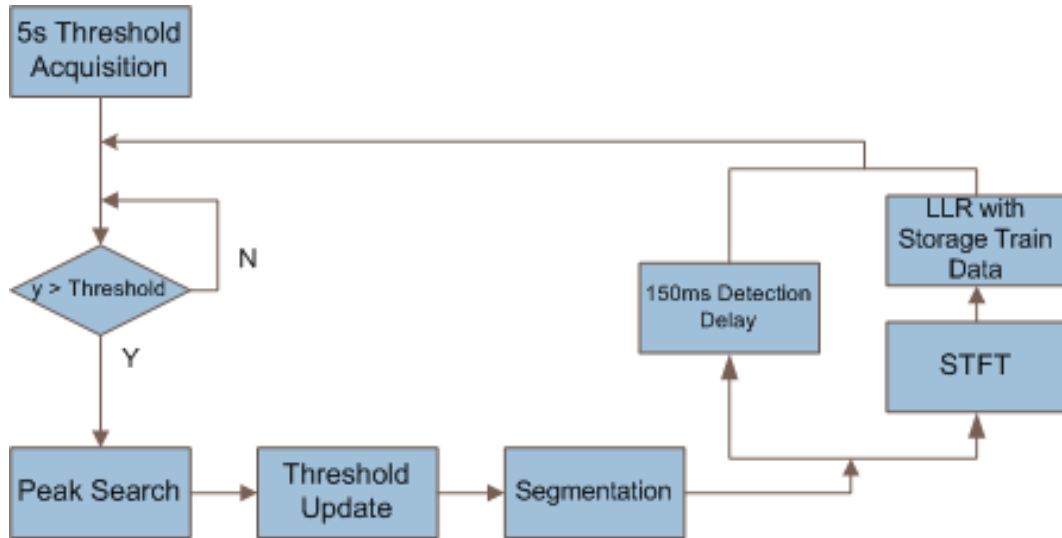 5s Threshold
Acquisition
y > Threshold
N
Y
Peak Search
Threshold
Update
Segmentation
150ms Detection
Delay
LLR with
Storage Train
Data
STFT